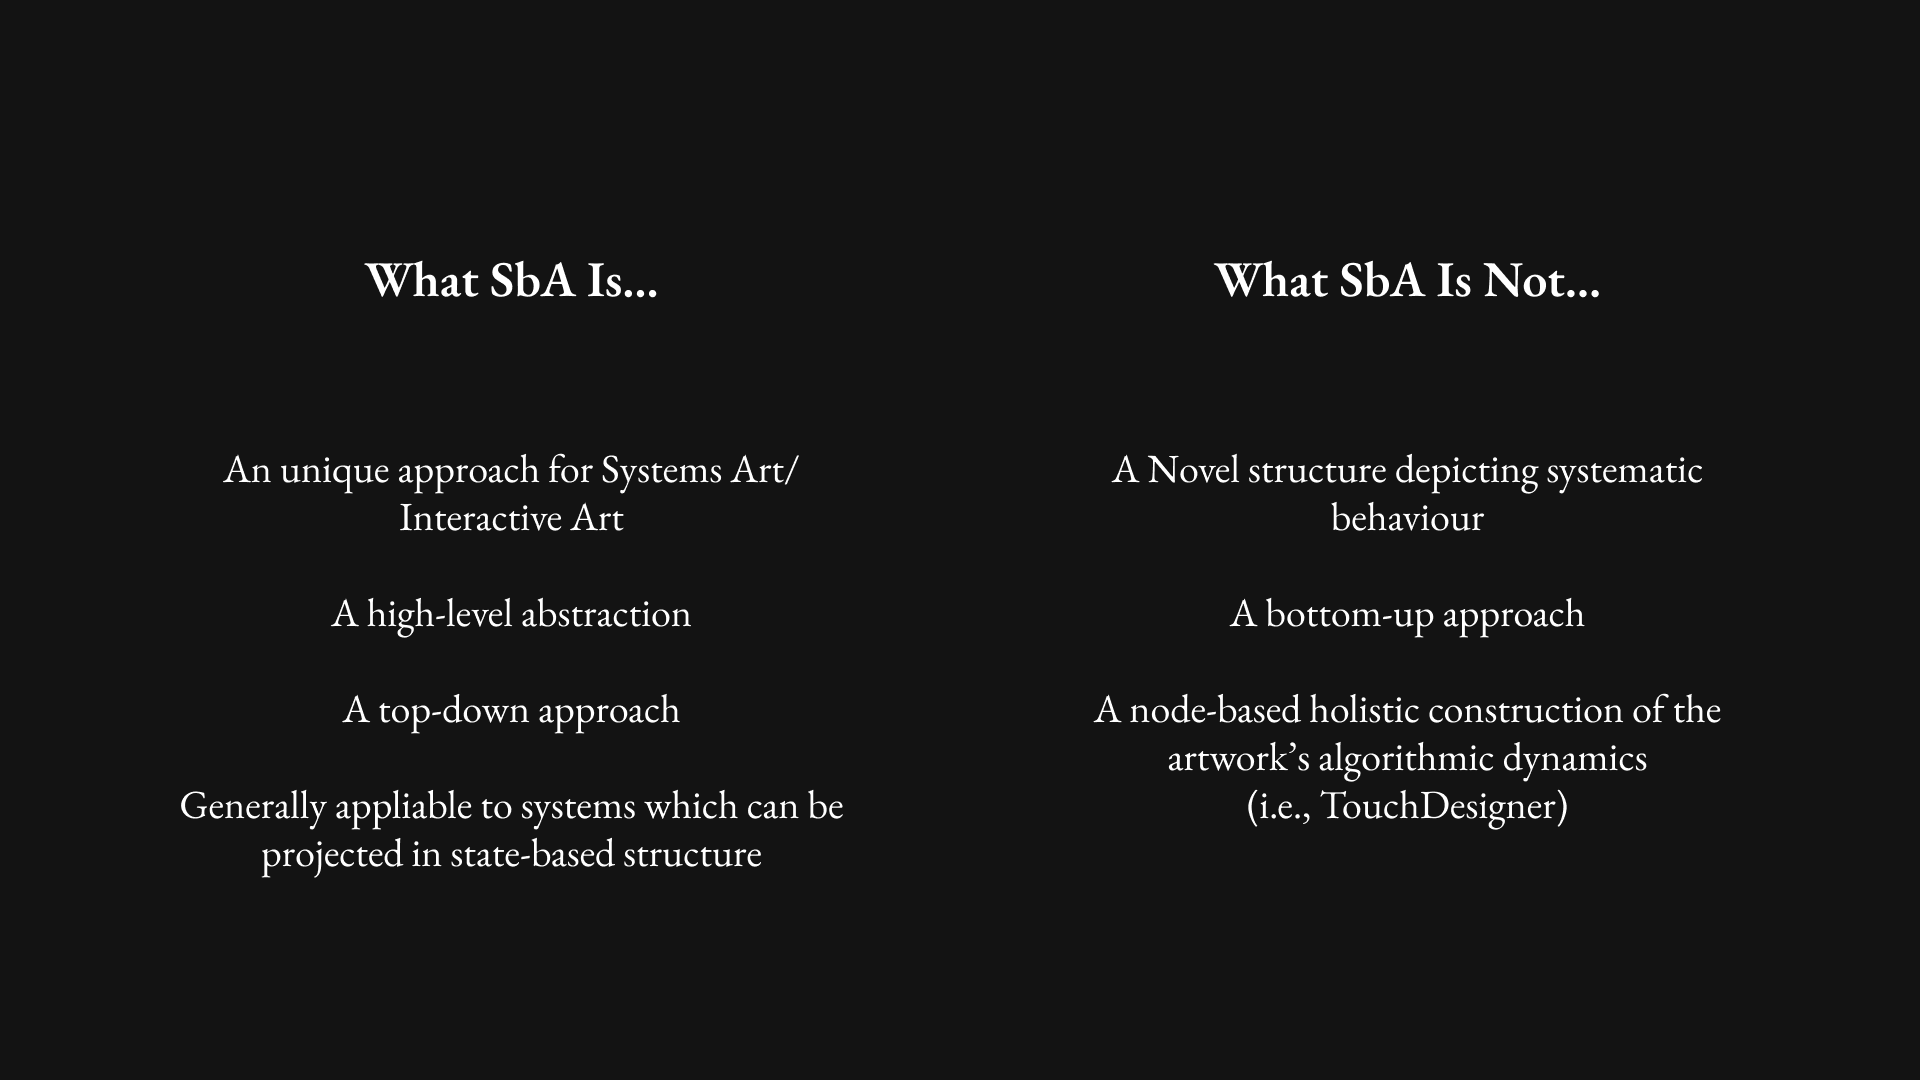 What SbA Is...
An unique approach for Systems Art/
Interactive Art
A high-level abstraction
A top-down approach
Generally appliable to systems which can be
projected in state-based structure
What SbA Is Not...
A Novel structure depicting systematic
behaviour
A bottom-up approach
A node-based holistic construction of the
artwork’s algorithmic dynamics
(i.e., TouchDesigner)